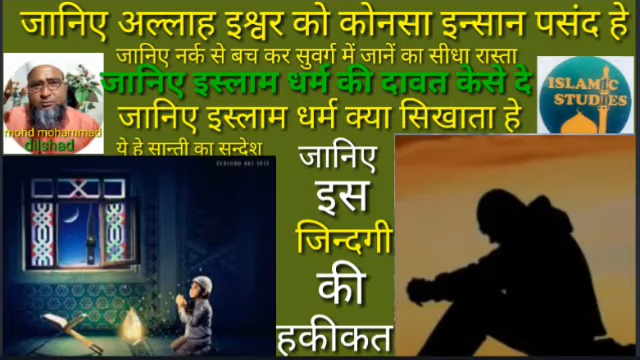 जानिए अल्लाह इश्वर को कोनसा इन्सान पसंद हे
जानिए नर्क से बच कर सुवर्ग में जानें का सीधा रास्ता
जानिए इस्लाम धर्म की दावत केसे दे
जानिए इस्लाम धर्म क्या सिखाता हे
ये हे सान्ती का सन्देश
mohd mohammad
dilshad
ISLAMIC
STUDIES
जानिए
इस
जिन्दगी
की
हकीकत